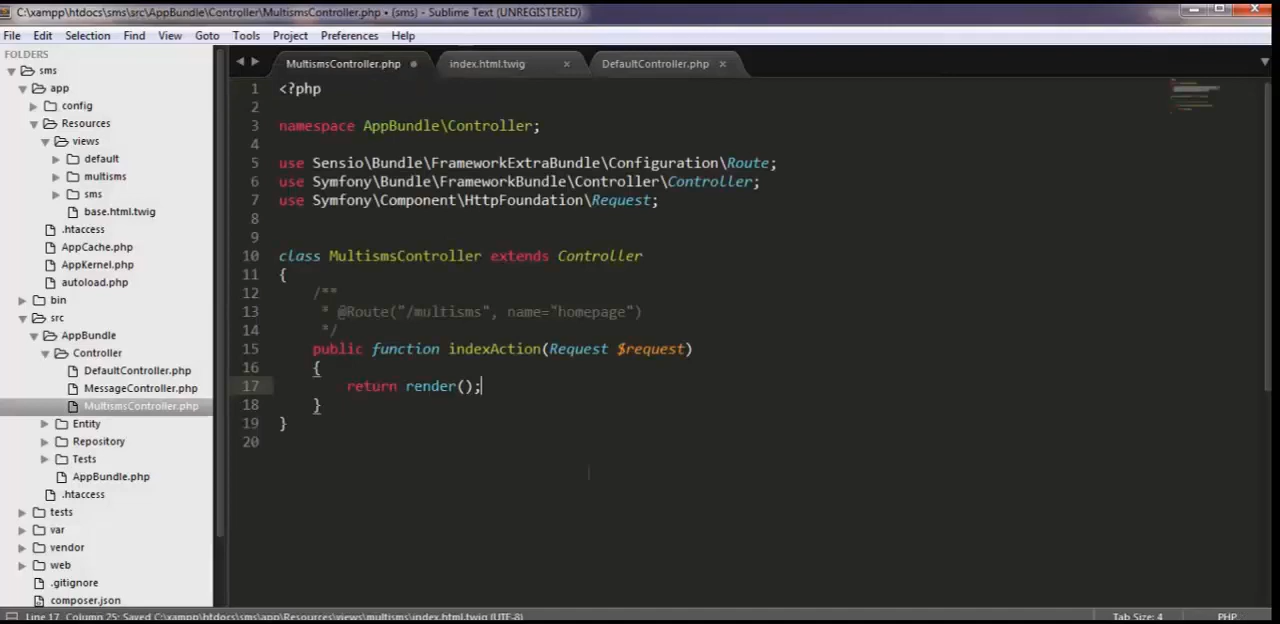 C:\xampp\htdocs\sms\src\AppBundle\Controller\MultismsController.php • (sms) - Sublime Text (UNREGISTERED)
File Edit Selection Find View Goto Tools Project Preferences Help
FOLDERS
sms
app
config
Resources
views
default
multisms
sms
base.html.twig
.htaccess
AppCache.php
AppKernel.php
autoload.php
bin
src
AppBundle
Controller
DefaultController.php
MessageController.php
MultismsController.php
Entity
Repository
Tests
AppBundle.php
.htaccess
tests
var
vendor
web
.gitignore
composer.json
MultismsController.php index.html.twig DefaultController.php
1 <?php
2
3 namespace AppBundle\Controller;
4
5 use Sensio\Bundle\FrameworkExtraBundle\Configuration\Route;
6 use Symfony\Bundle\FrameworkBundle\Controller\Controller;
7 use Symfony\Component\HttpFoundation\Request;
8
9
10 class MultismsController extends Controller
11 {
12 /**
13 * @Route("/multisms", name="homepage")
14 */
15 public function indexAction(Request $request)
16 {
17 return render();
18 }
19 }
20
Line 17, Column 25; Saved C:\xampp\htdocs\sms\app\Resources\views\multisms\index.html.twig (UTF-8) Tab Size: 4 PHP